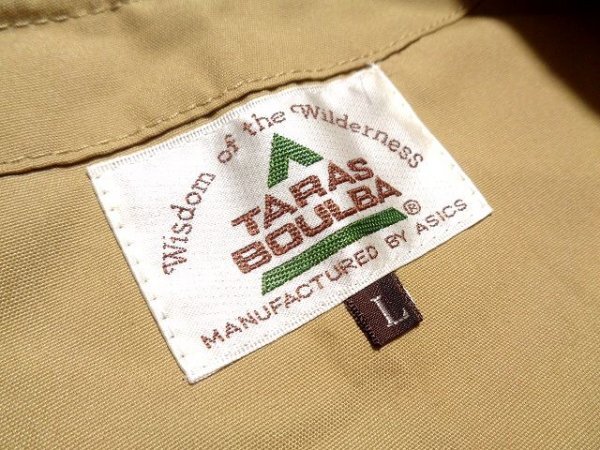 Wisdom of the Wilderness
TARAS
BOULBA®
MANUFACTURED BY ASICS
L